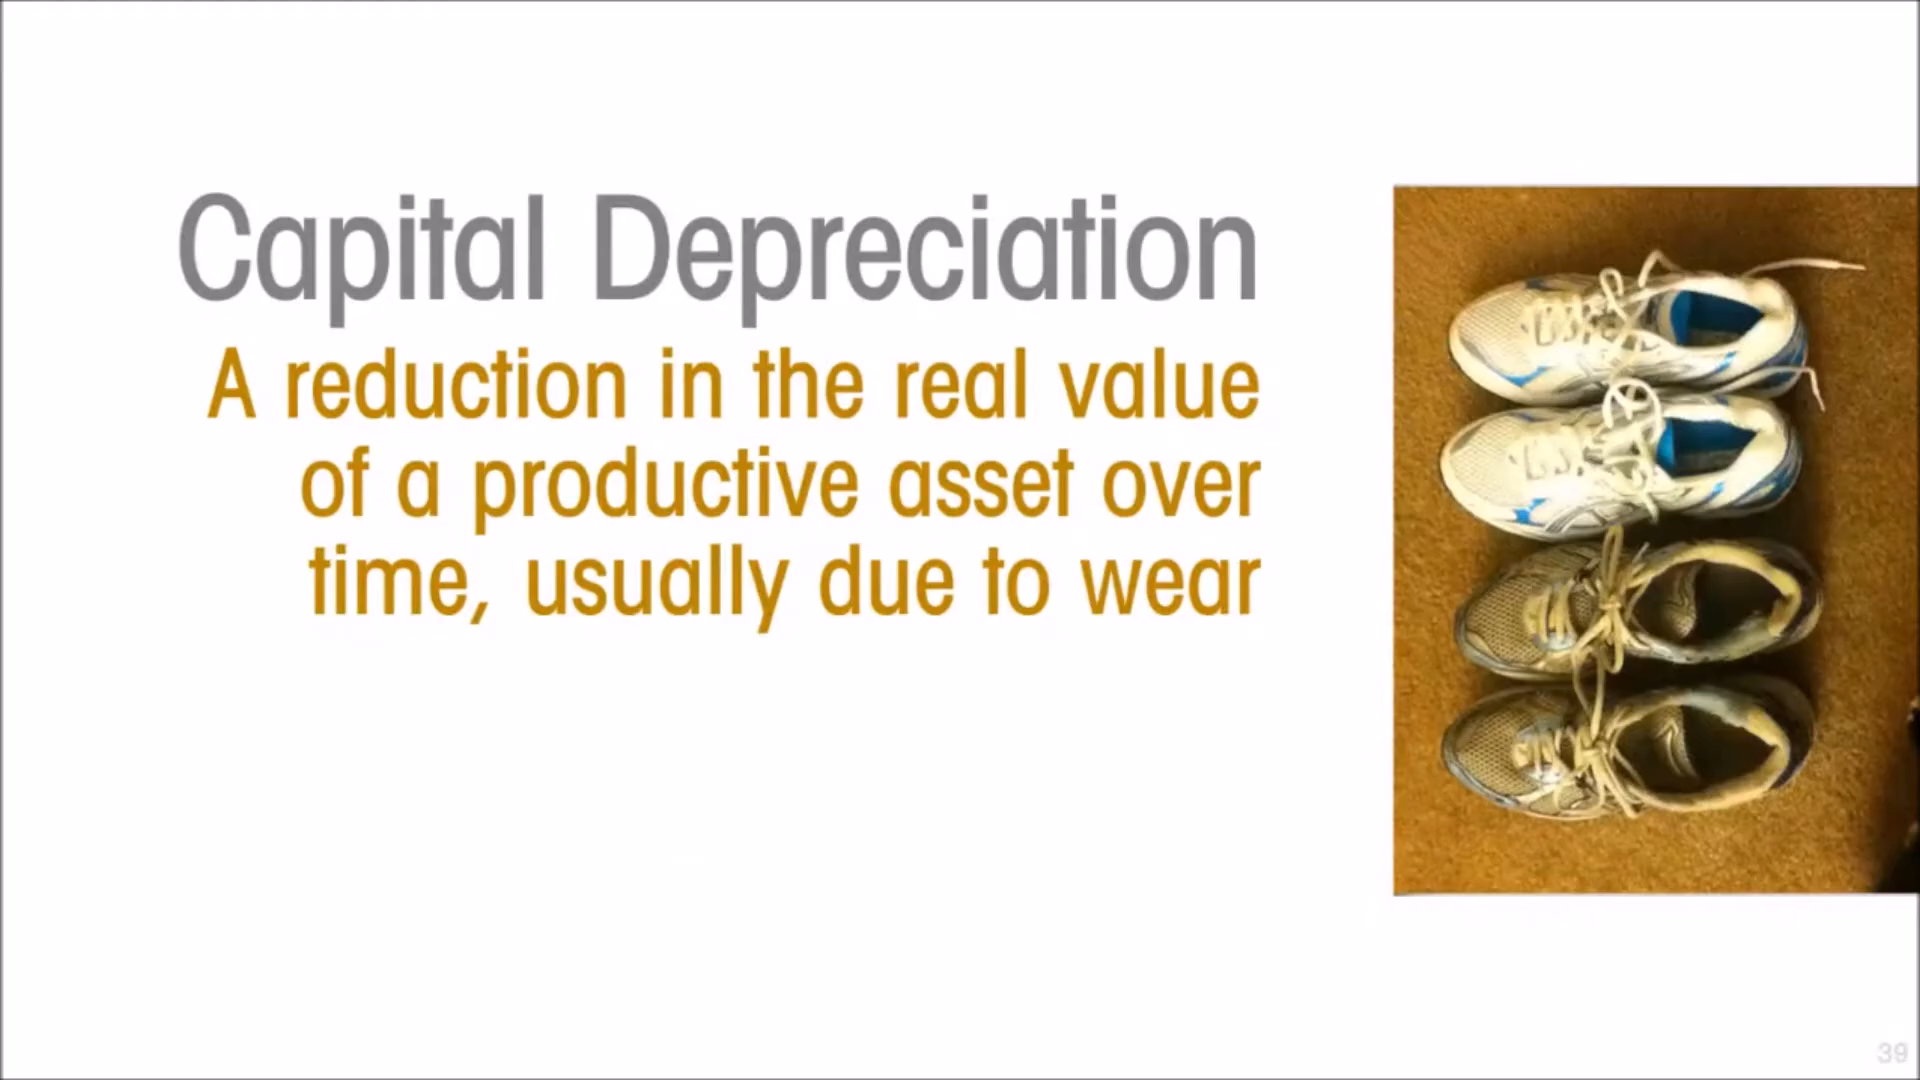 Capital Depreciation
A reduction in the real value
of a productive asset over
time, usually due to wear
39